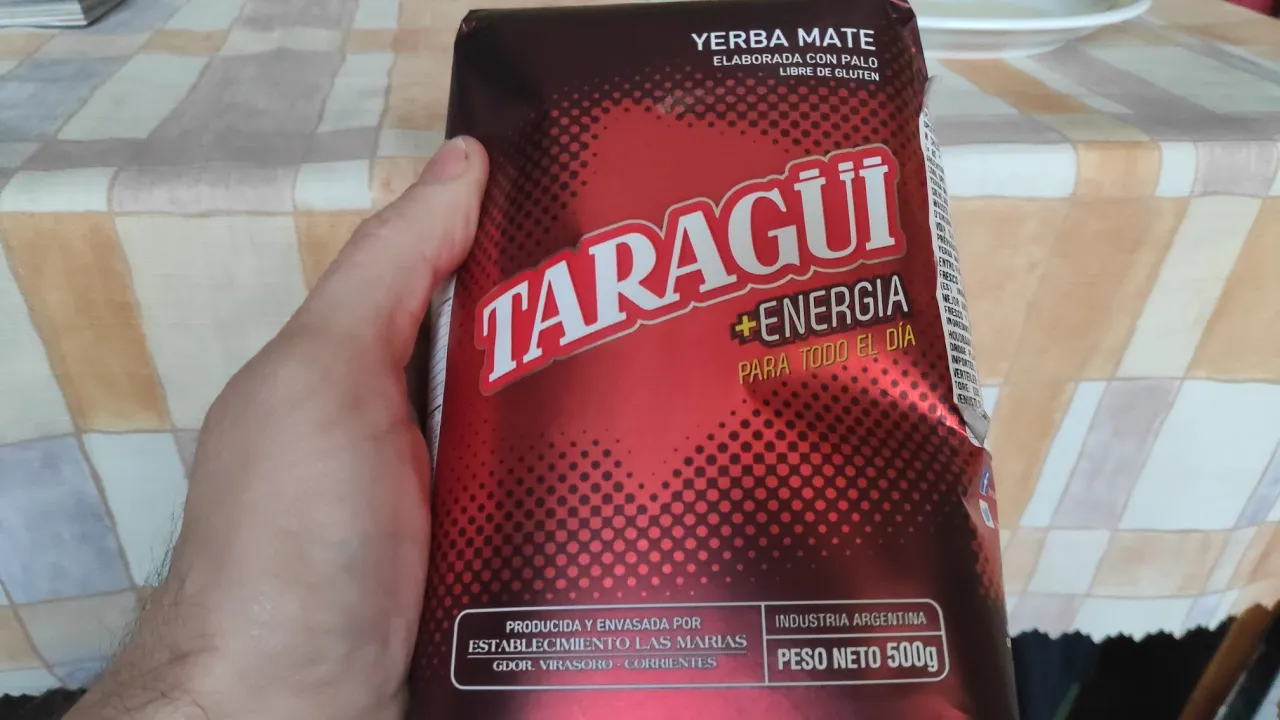 YERBA MATE
ELABORADA CON PALO
LIBRE DE GLUTEN
TARAGÜİ
+ENERGIA
PARA TODO EL DÍA
PRODUCIDA Y ENVASADA POR
ESTABLECIMIENTO LAS MARIAS
GDOR. VIRASORO - CORRIENTES
INDUSTRIA ARGENTINA
PESO NETO 500g